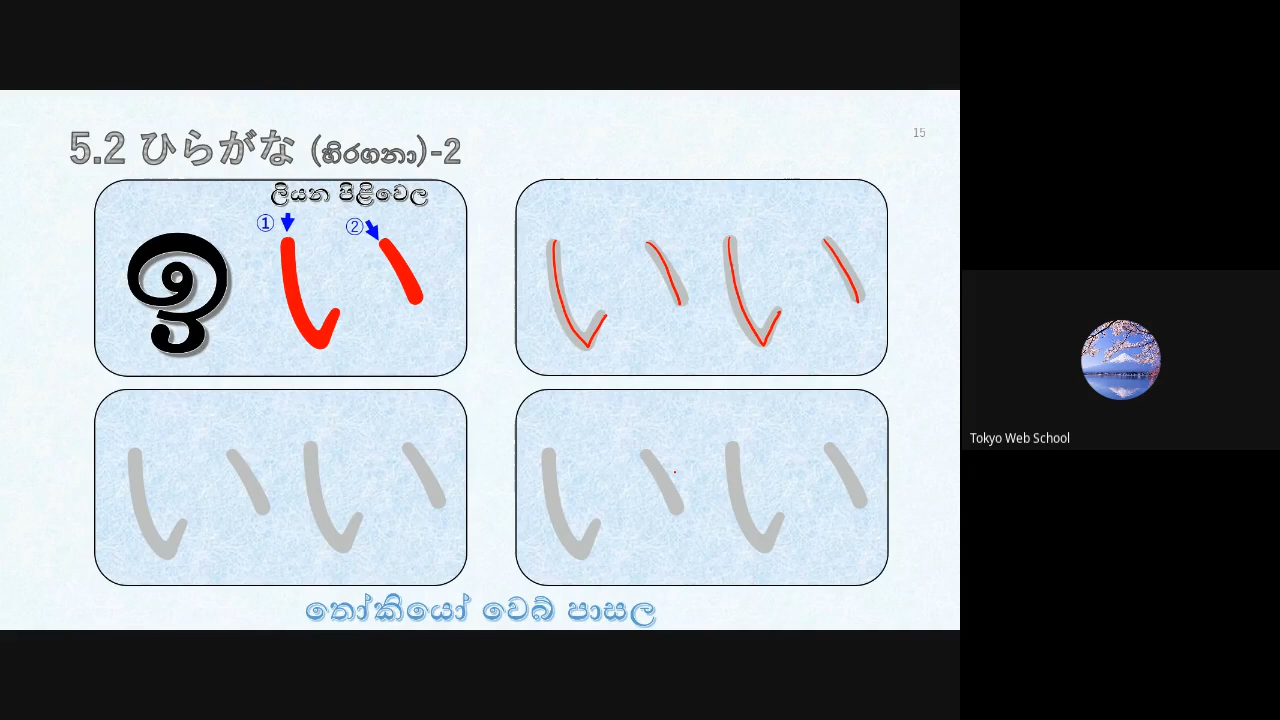 5.2 ひらがな (හිරගනා)-2
15
ලියන පිළිවෙල
① ②
ඉ い
い い
い い
い い
තෝකියෝ වෙබ් පාසල
Tokyo Web School